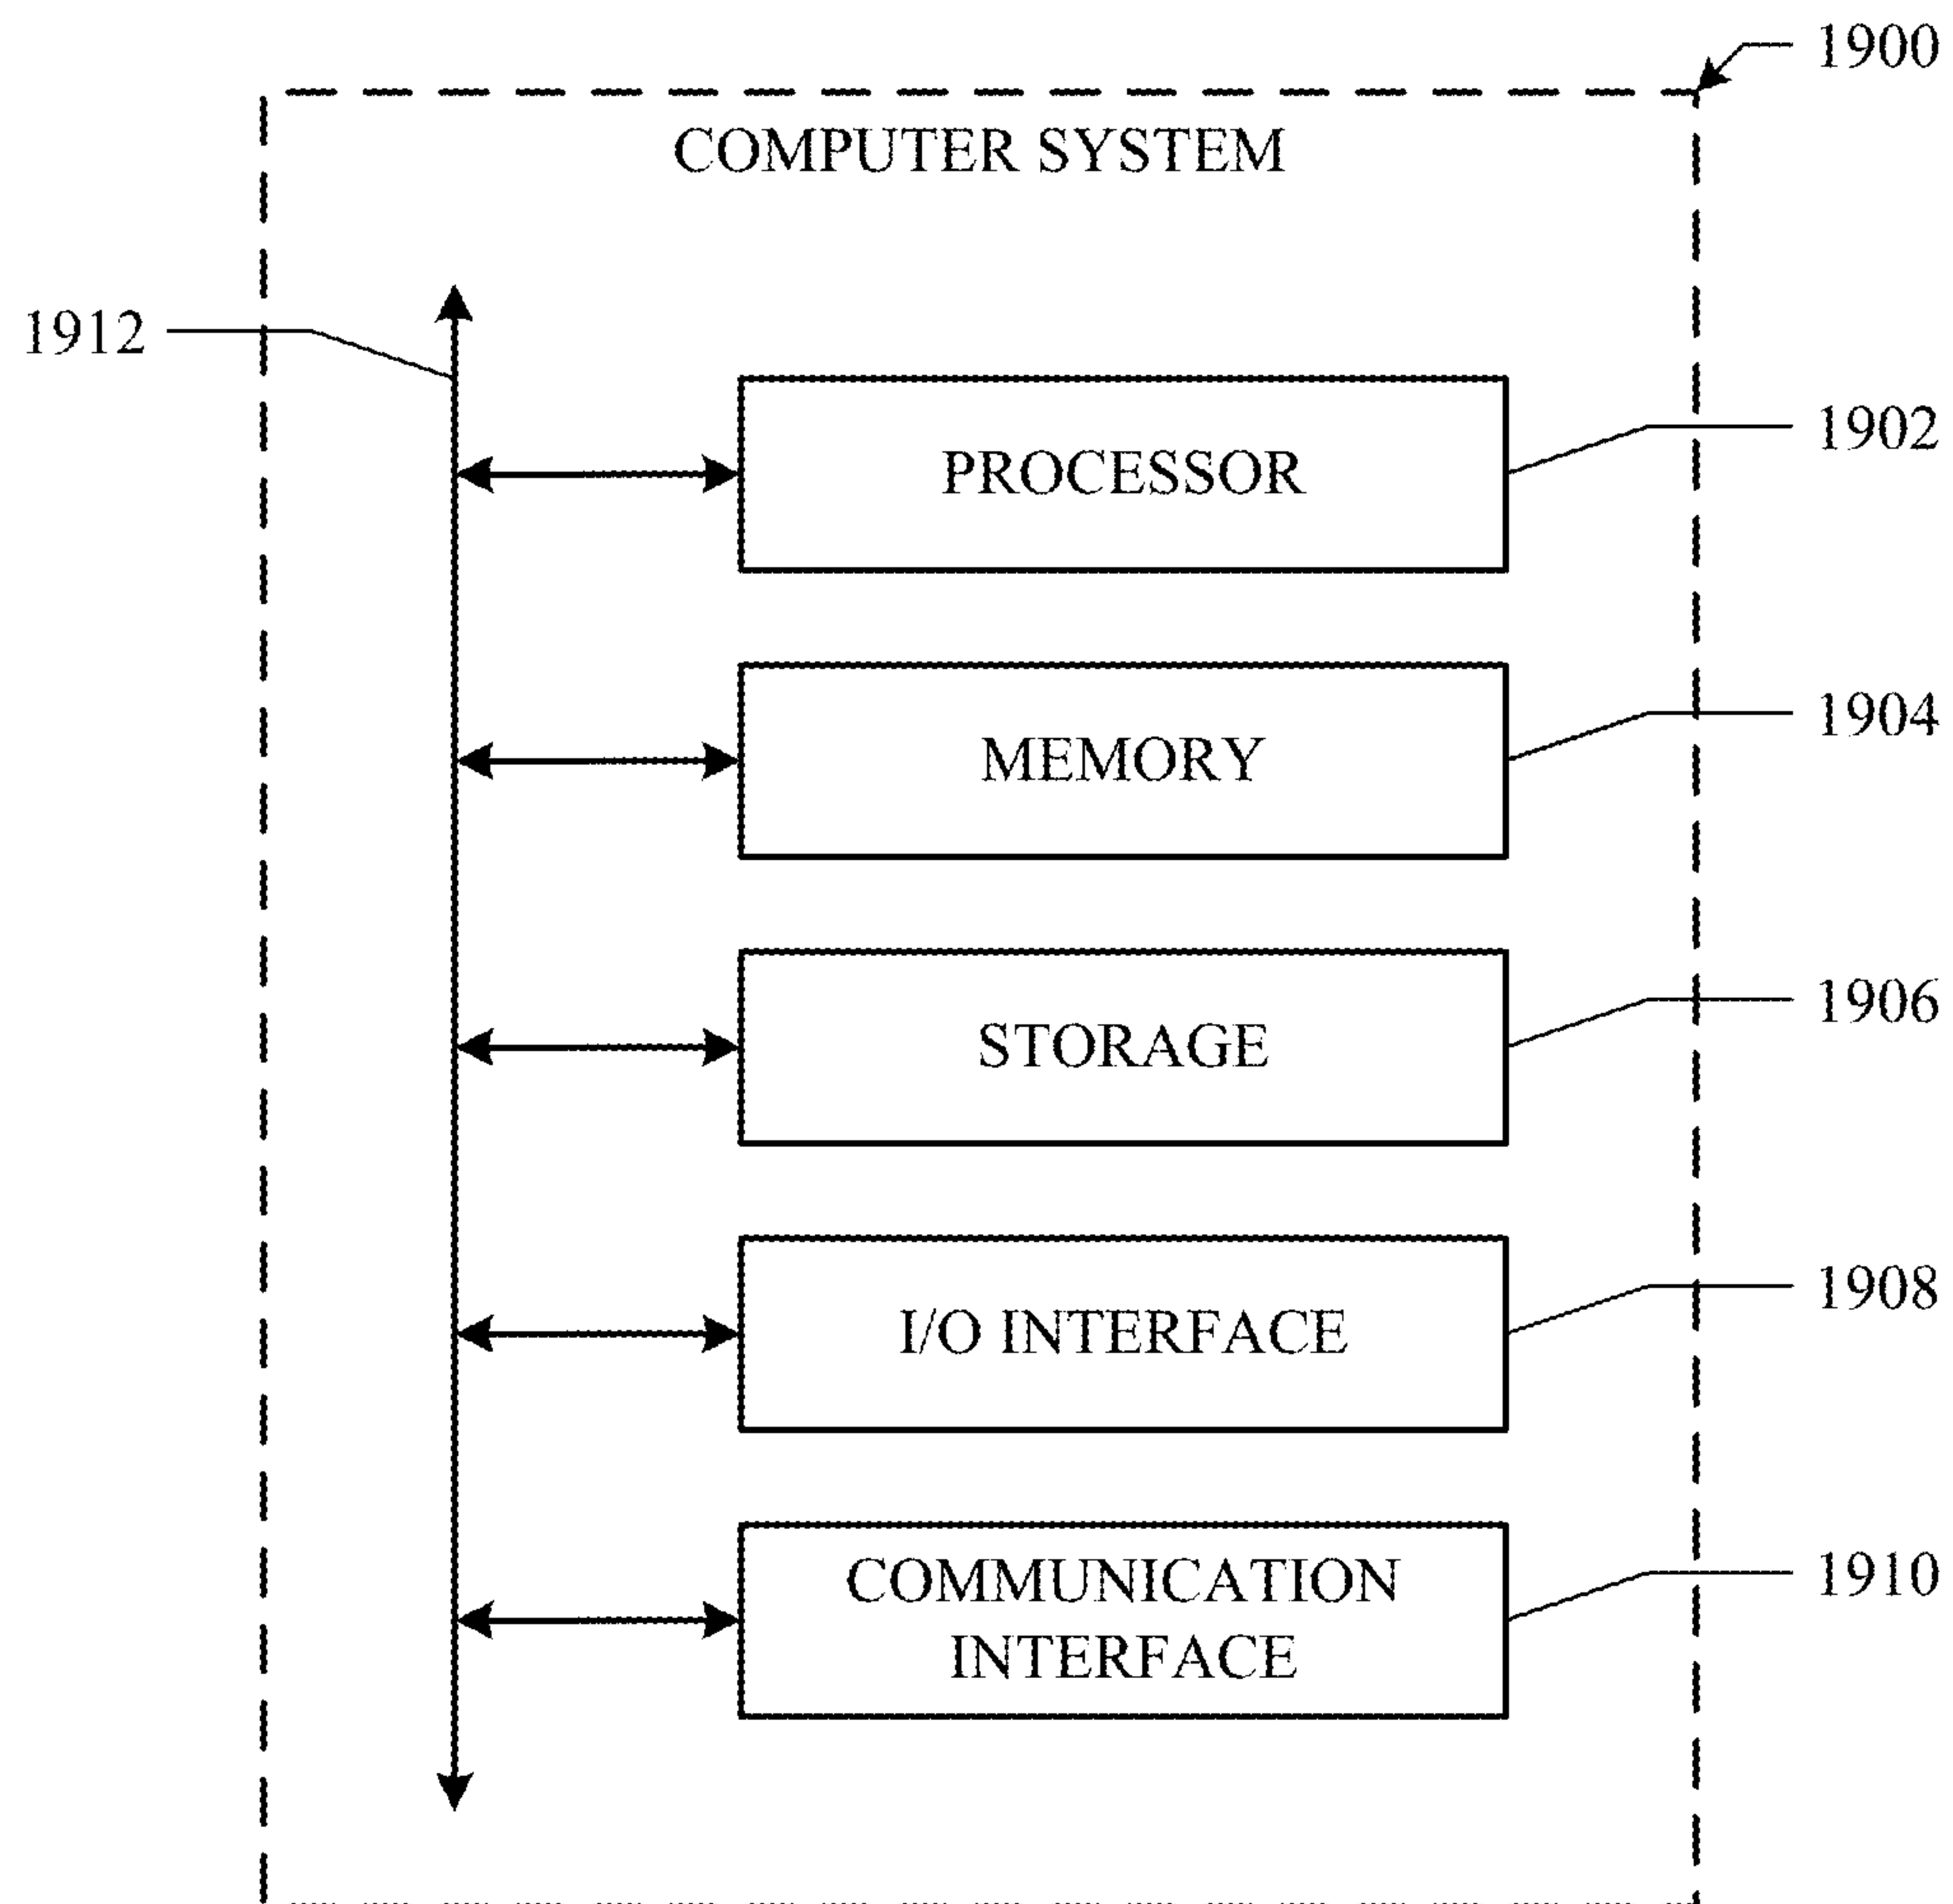 1900
COMPUTER SYSTEM
1912
PROCESSOR
1902
MEMORY
1904
STORAGE
1906
I/O INTERFACE
1908
COMMUNICATION
INTERFACE
1910